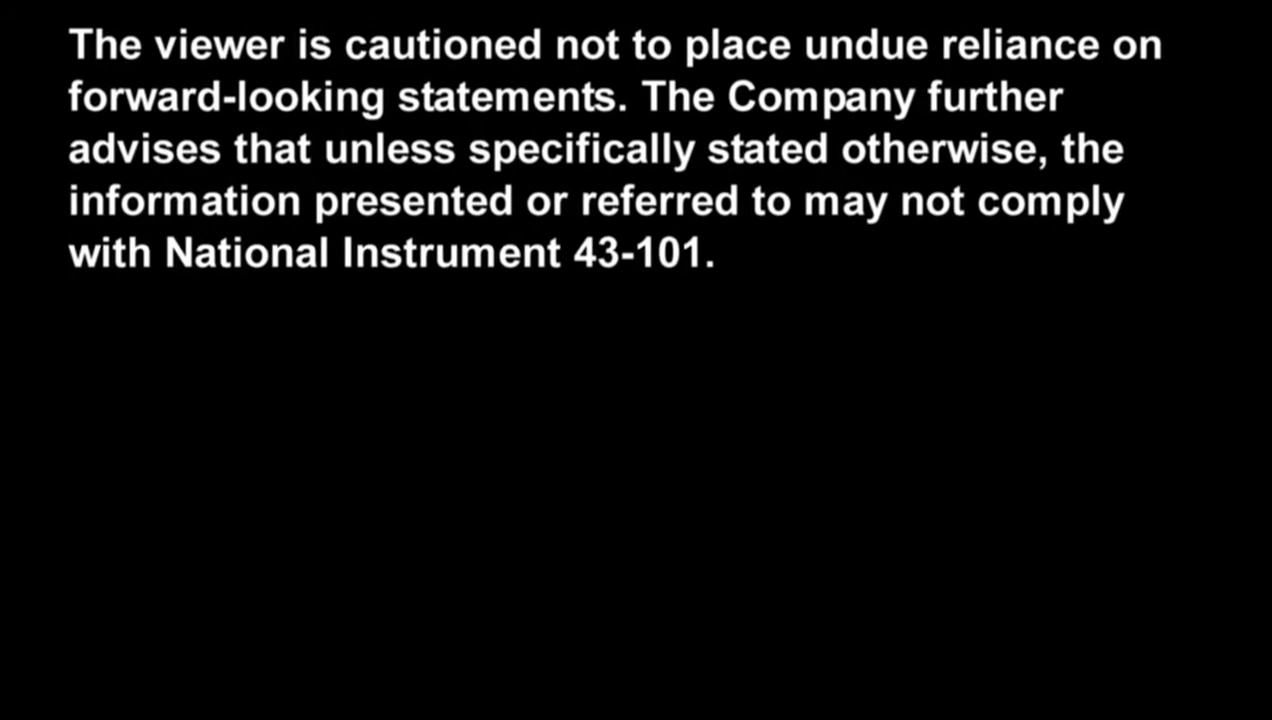 The viewer is cautioned not to place undue reliance on
forward-looking statements. The Company further
advises that unless specifically stated otherwise, the
information presented or referred to may not comply
with National Instrument 43-101.